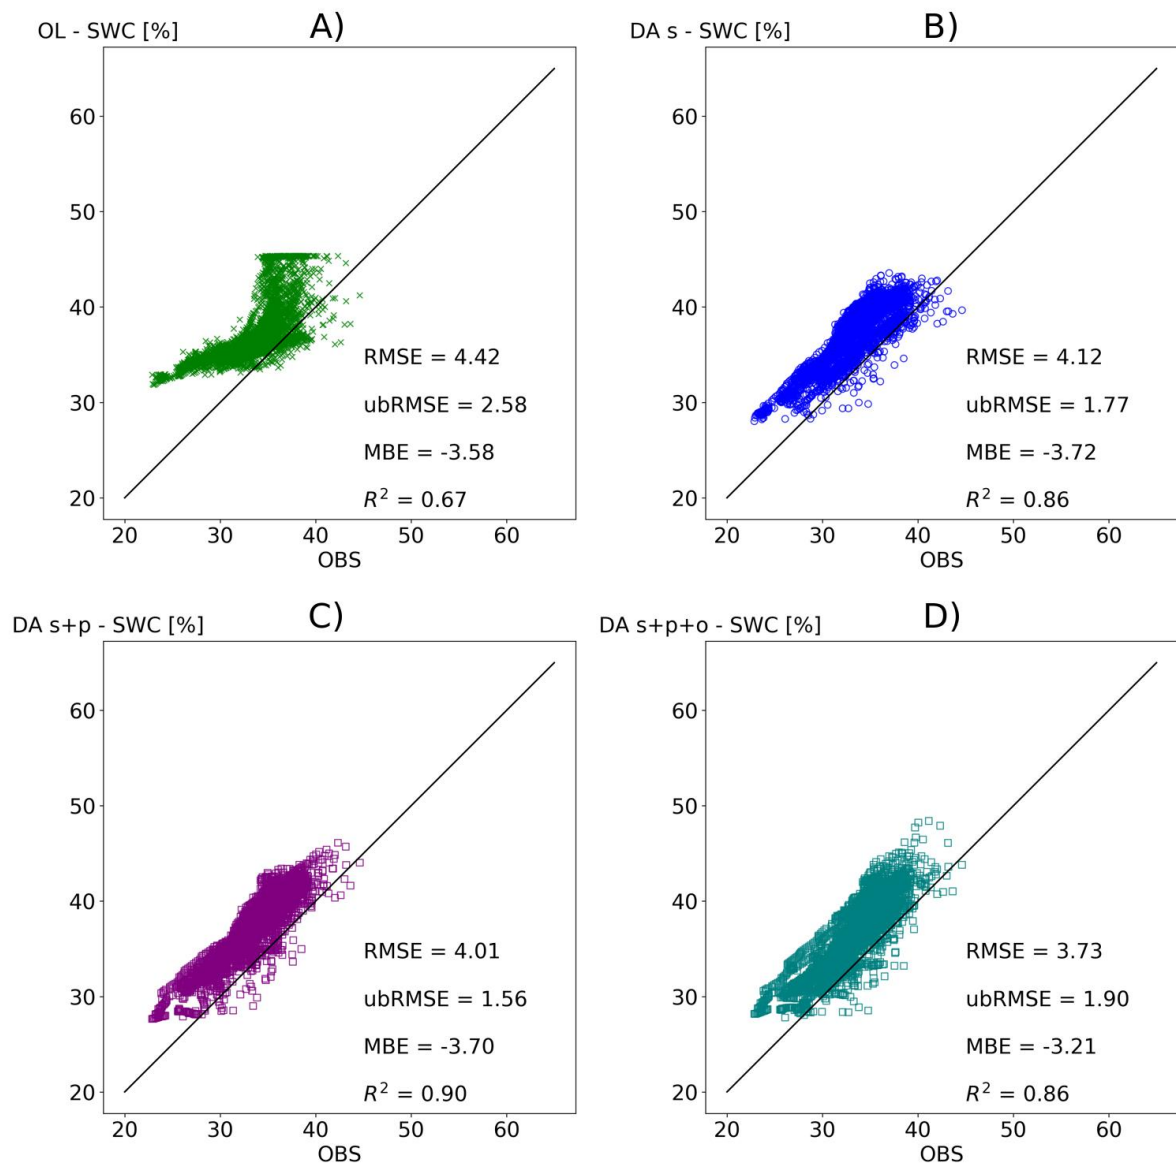 OL - SWC [%]
A)
60
50
40
30
20
RMSE = 4.42
ubRMSE = 2.58
MBE = -3.58
R² = 0.67
20 30 40 50 60
OBS
DA s - SWC [%]
B)
60
50
40
30
20
RMSE = 4.12
ubRMSE = 1.77
MBE = -3.72
R² = 0.86
20 30 40 50 60
OBS
DA s+p - SWC [%]
C)
60
50
40
30
20
RMSE = 4.01
ubRMSE = 1.56
MBE = -3.70
R² = 0.90
20 30 40 50 60
OBS
DA s+p+o - SWC [%]
D)
60
50
40
30
20
RMSE = 3.73
ubRMSE = 1.90
MBE = -3.21
R² = 0.86
20 30 40 50 60
OBS